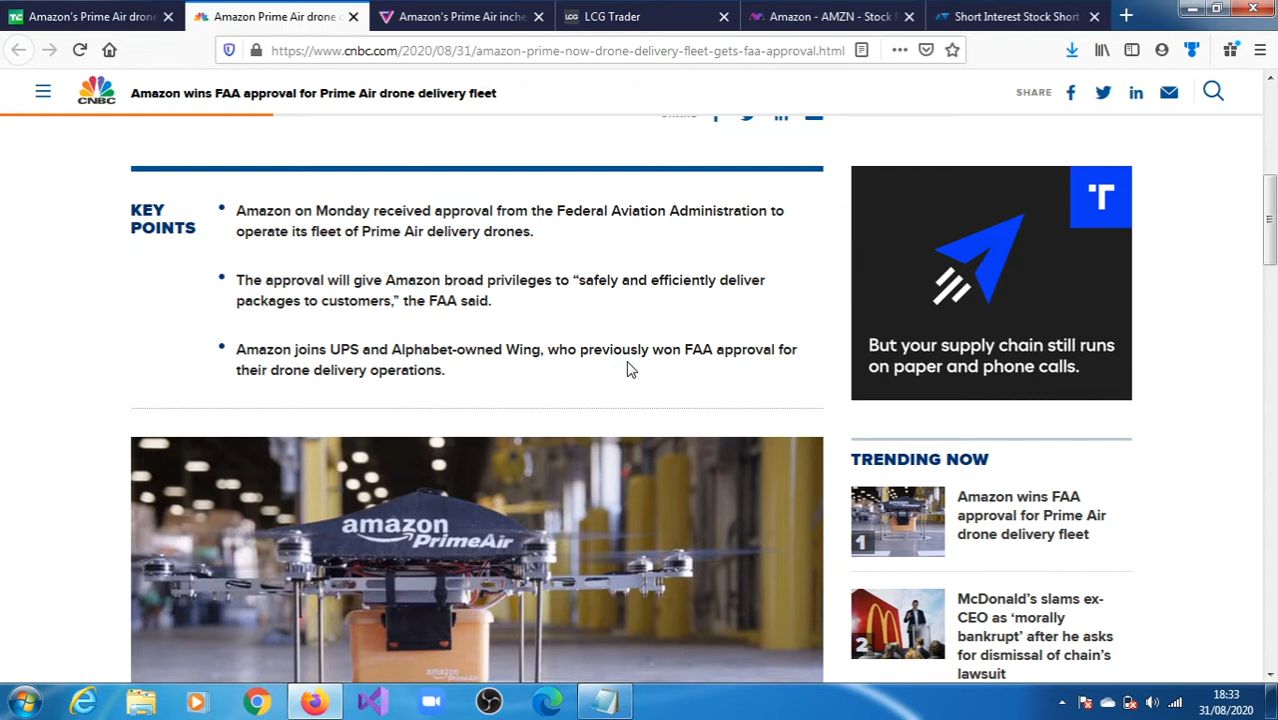 Amazon's Prime Air dron
Amazon Prime Air drone
Amazon's Prime Air inche
LCG Trader
Amazon - AMZN - Stock P
Short Interest Stock Short
https://www.cnbc.com/2020/08/31/amazon-prime-now-drone-delivery-fleet-gets-faa-approval.html
CNBC
Amazon wins FAA approval for Prime Air drone delivery fleet
SHARE
KEY
POINTS
Amazon on Monday received approval from the Federal Aviation Administration to
operate its fleet of Prime Air delivery drones.
The approval will give Amazon broad privileges to “safely and efficiently deliver
packages to customers,” the FAA said.
Amazon joins UPS and Alphabet-owned Wing, who previously won FAA approval for
their drone delivery operations.
amazon
PrimeAir
amazon
But your supply chain still runs
on paper and phone calls.
TRENDING NOW
1
Amazon wins FAA
approval for Prime Air
drone delivery fleet
2
McDonald’s slams ex-
CEO as ‘morally
bankrupt’ after he asks
for dismissal of chain’s
lawsuit
18:33
31/08/2020